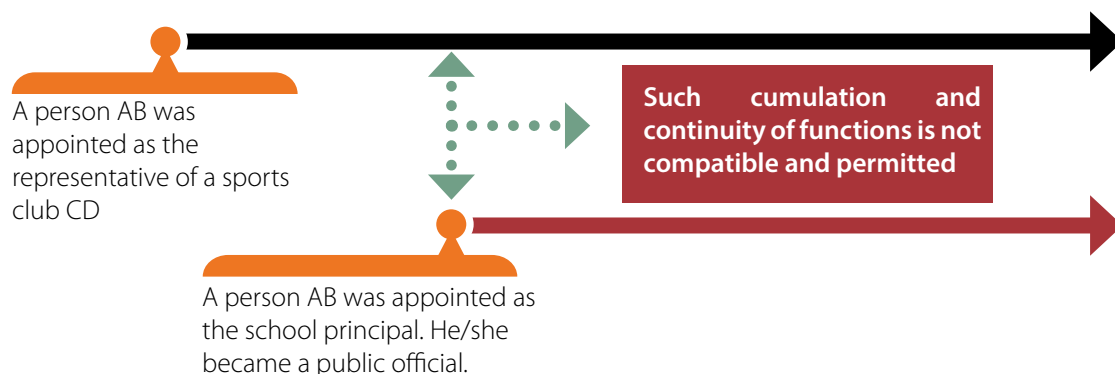 A person AB was
appointed as the
representative of a sports
club CD
Such cumulation and
continuity of functions is not
compatible and permitted
A person AB was appointed as
the school principal. He/she
became a public official.